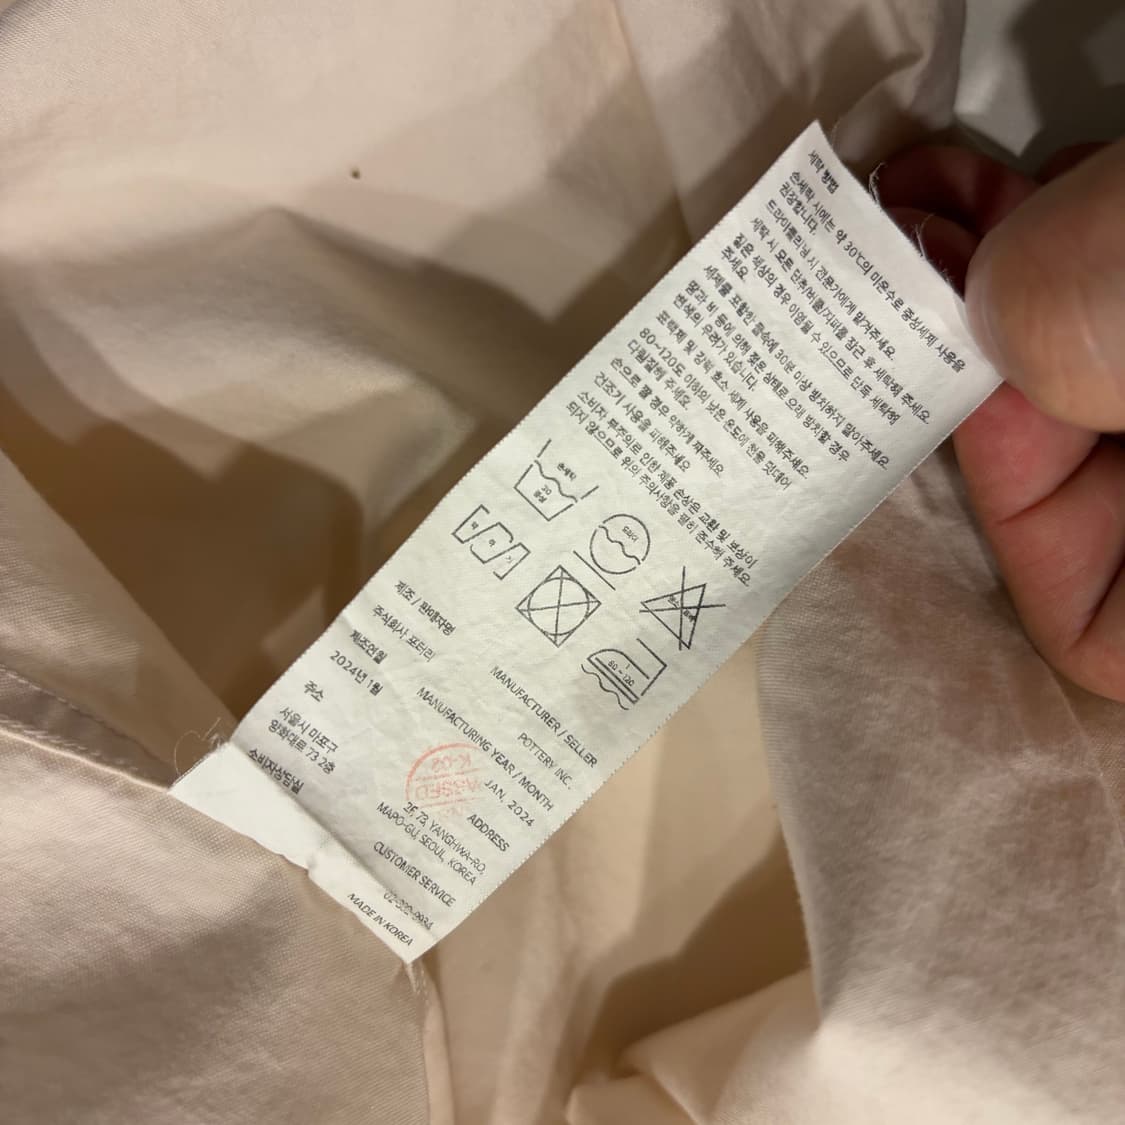 세탁 방법
손세탁 시에는 약 30℃의 미온수로 중성세제 사용을
권장합니다.
드라이클리닝 시 전문가에게 맡겨주세요.
세탁 시 모든 단추/버클/지퍼를 잠근 후 세탁해 주세요.
짙은 색상의 경우 이염될 수 있으므로 단독 세탁해
주세요.
세제를 포함한 물속에 30분 이상 방치하지 말아주세요.
땀과 비 등에 의해 젖은 상태로 오래 방치할 경우
변색의 우려가 있습니다.
표백제 및 강력 효소 세제 사용을 피해주세요.
80~120도 이하의 낮은 온도에 천을 덧대어
다림질해 주세요.
손으로 짤 경우 약하게 짜주세요.
건조기 사용을 피해주세요
소비자 부주의로 인한 제품 손상은 교환 및 보상이
되지 않으므로 위의 주의사항을 필히 준수해 주세요.
손세탁
30
중성
드라이
80~120
제조 / 판매자명
주식회사 포터리
제조연월
2024년 1월
주소
서울시 마포구
양화대로 73 2층
소비자상담실
MANUFACTURER / SELLER
POTTERY INC.
MANUFACTURING YEAR / MONTH
JAN, 2024
ADDRESS
2F, 73, YANGHWA-RO,
MAPO-GU, SEOUL, KOREA
CUSTOMER SERVICE
MADE IN KOREA
K-02